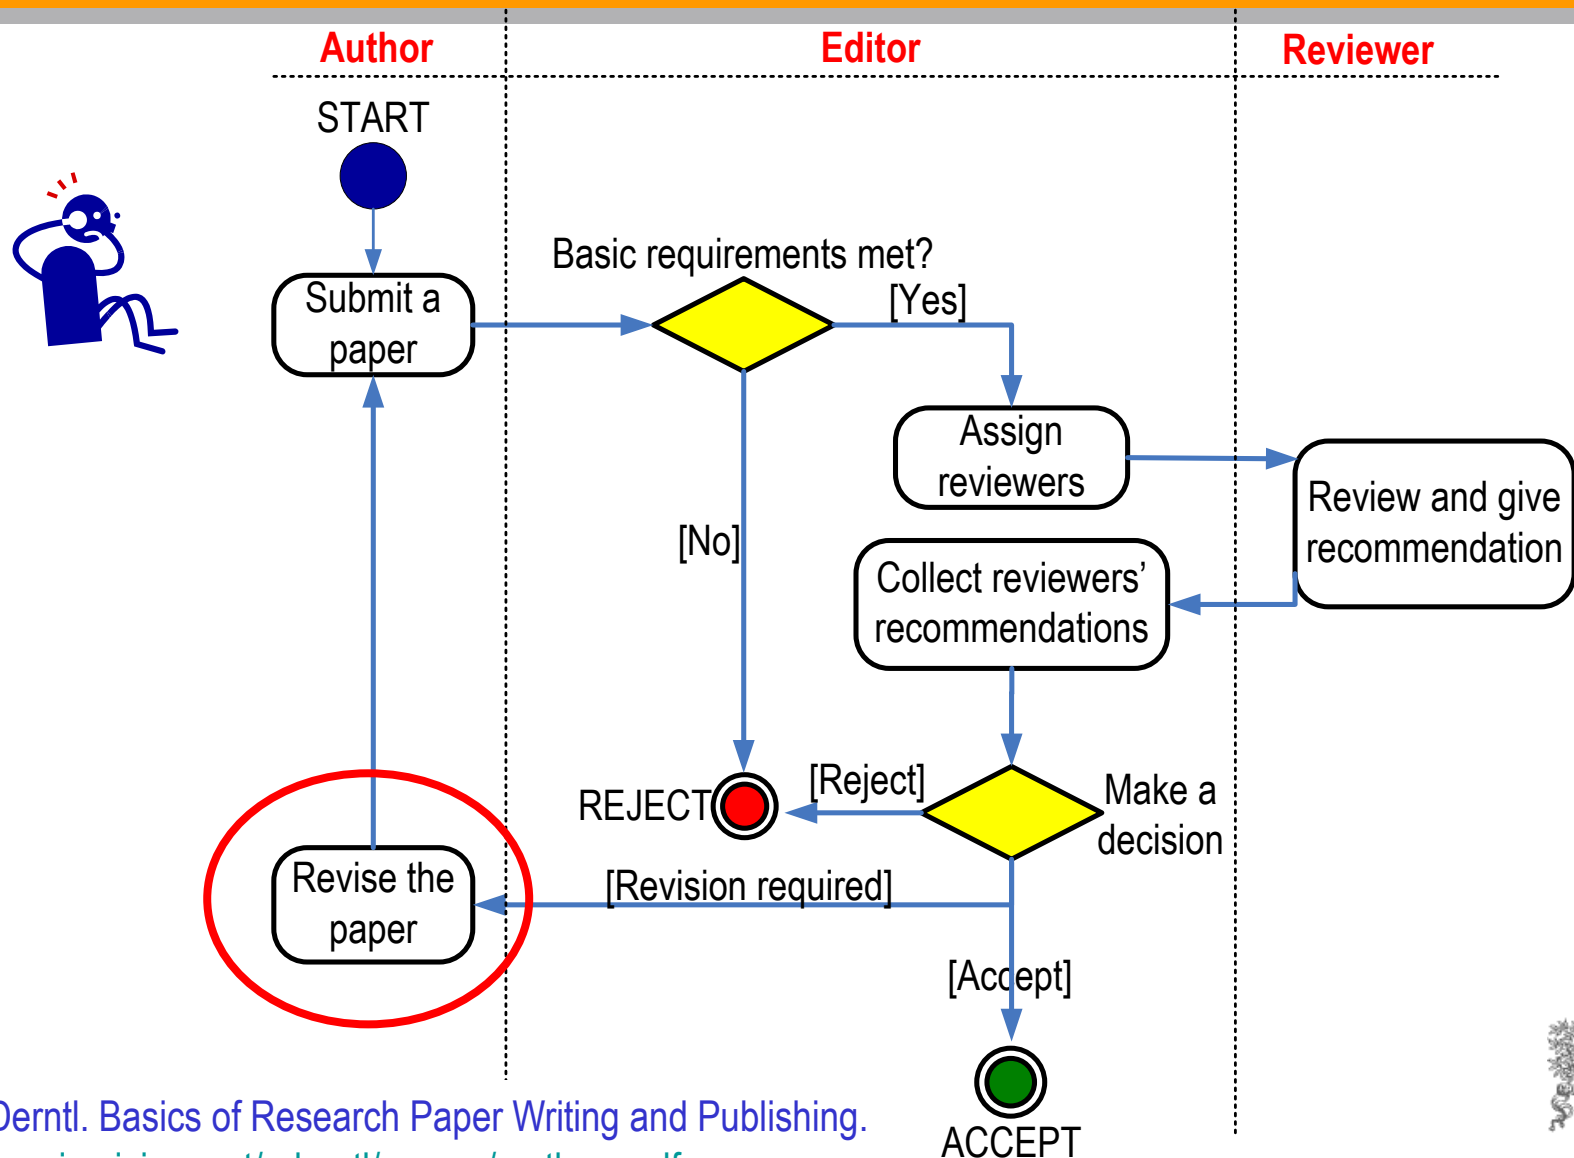 Author
Editor
Reviewer
START
Basic requirements met?
[Yes]
Submit a
paper
Assign
reviewers
Review and give
recommendation
[No]
Collect reviewers’
recommendations
[Reject]
Make a
decision
REJECT
Revise the
paper
[Revision required]
[Accept]
ACCEPT
Derntl. Basics of Research Paper Writing and Publishing.